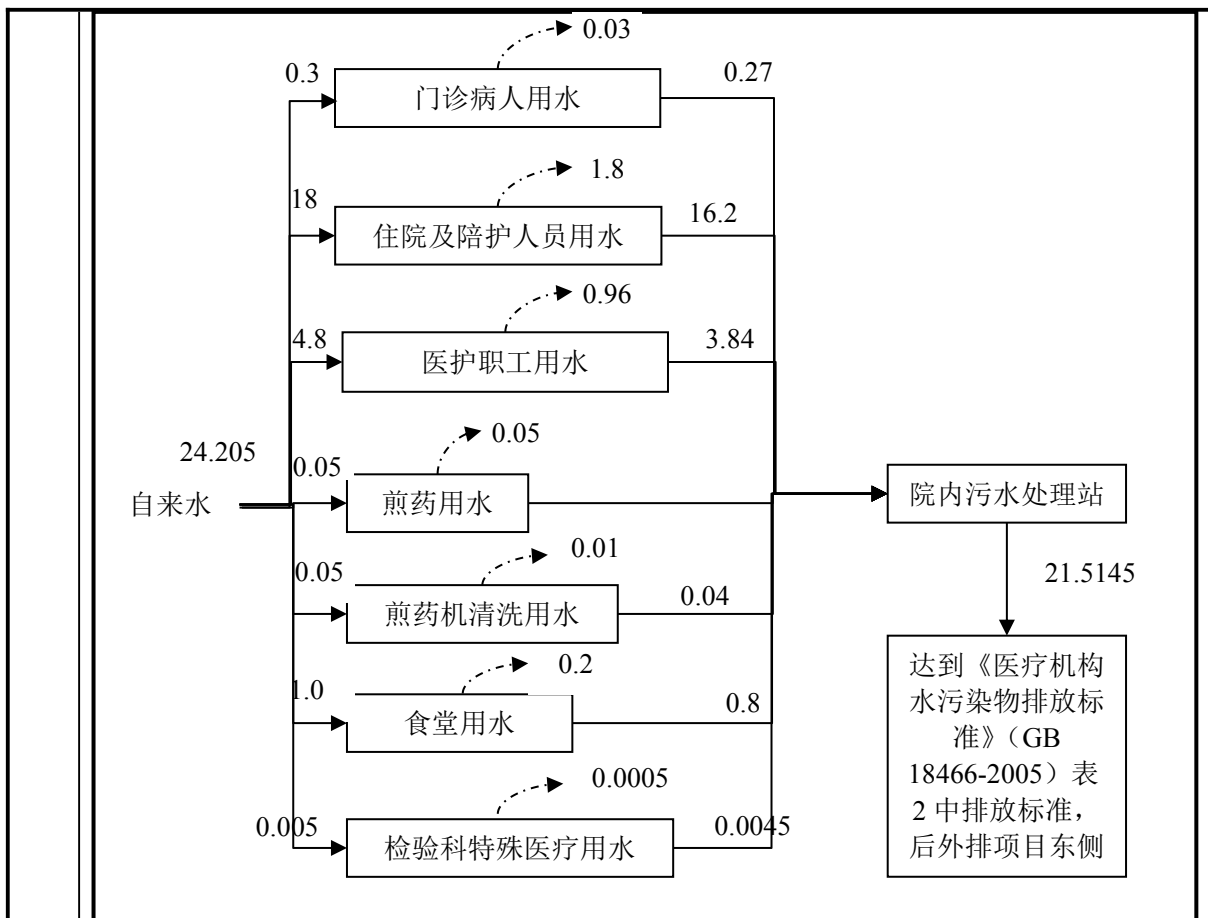 0.03
0.3
0.27
门诊病人用水
1.8
18
16.2
住院及陪护人员用水
0.96
4.8
3.84
医护职工用水
0.05
24.205
0.05
自来水
煎药用水
院内污水处理站
0.01
0.05
0.04
21.5145
煎药机清洗用水
0.2
1.0
0.8
食堂用水
达到《医疗机构
水污染物排放标
准》（GB
18466-2005）表
2 中排放标准，
后外排项目东侧
0.0005
0.005
0.0045
检验科特殊医疗用水